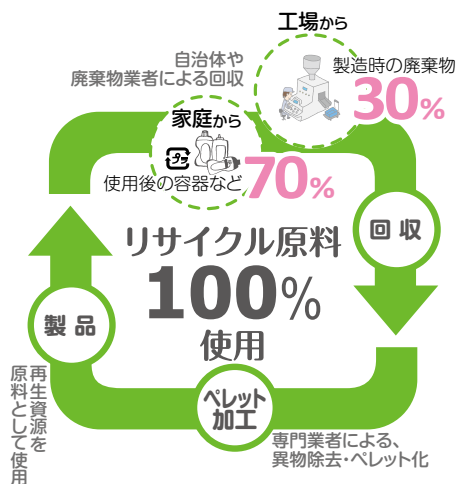 工場から
製造時の廃棄物
30%
自治体や
廃棄物業者による回収
家庭から
プラ
使用後の容器など
70%
回収
リサイクル原料
100%
使用
製品
再生資源を
原料として使用
ペレット
加工
専門業者による、
異物除去・ペレット化